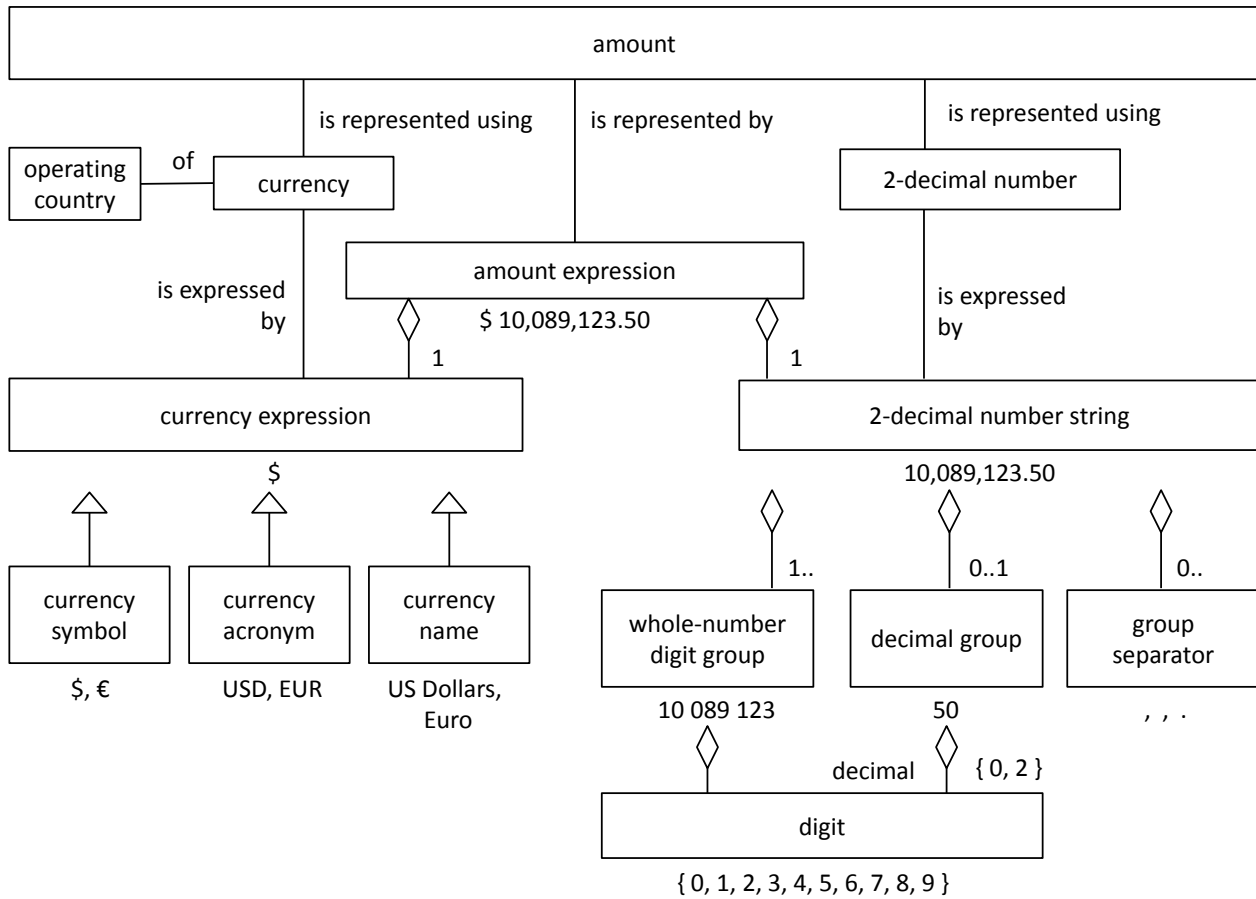 amount
is represented using
is represented by
is represented using
operating
country
of
currency
2-decimal number
amount expression
is expressed
by
$ 10,089,123.50
is expressed
by
1
1
currency expression
2-decimal number string
$
10,089,123.50
1..
0..1
0..
currency
symbol
currency
acronym
currency
name
whole-number
digit group
decimal group
group
separator
$, €
USD, EUR
US Dollars,
Euro
10 089 123
50
, , .
decimal
{ 0, 2 }
digit
{ 0, 1, 2, 3, 4, 5, 6, 7, 8, 9 }